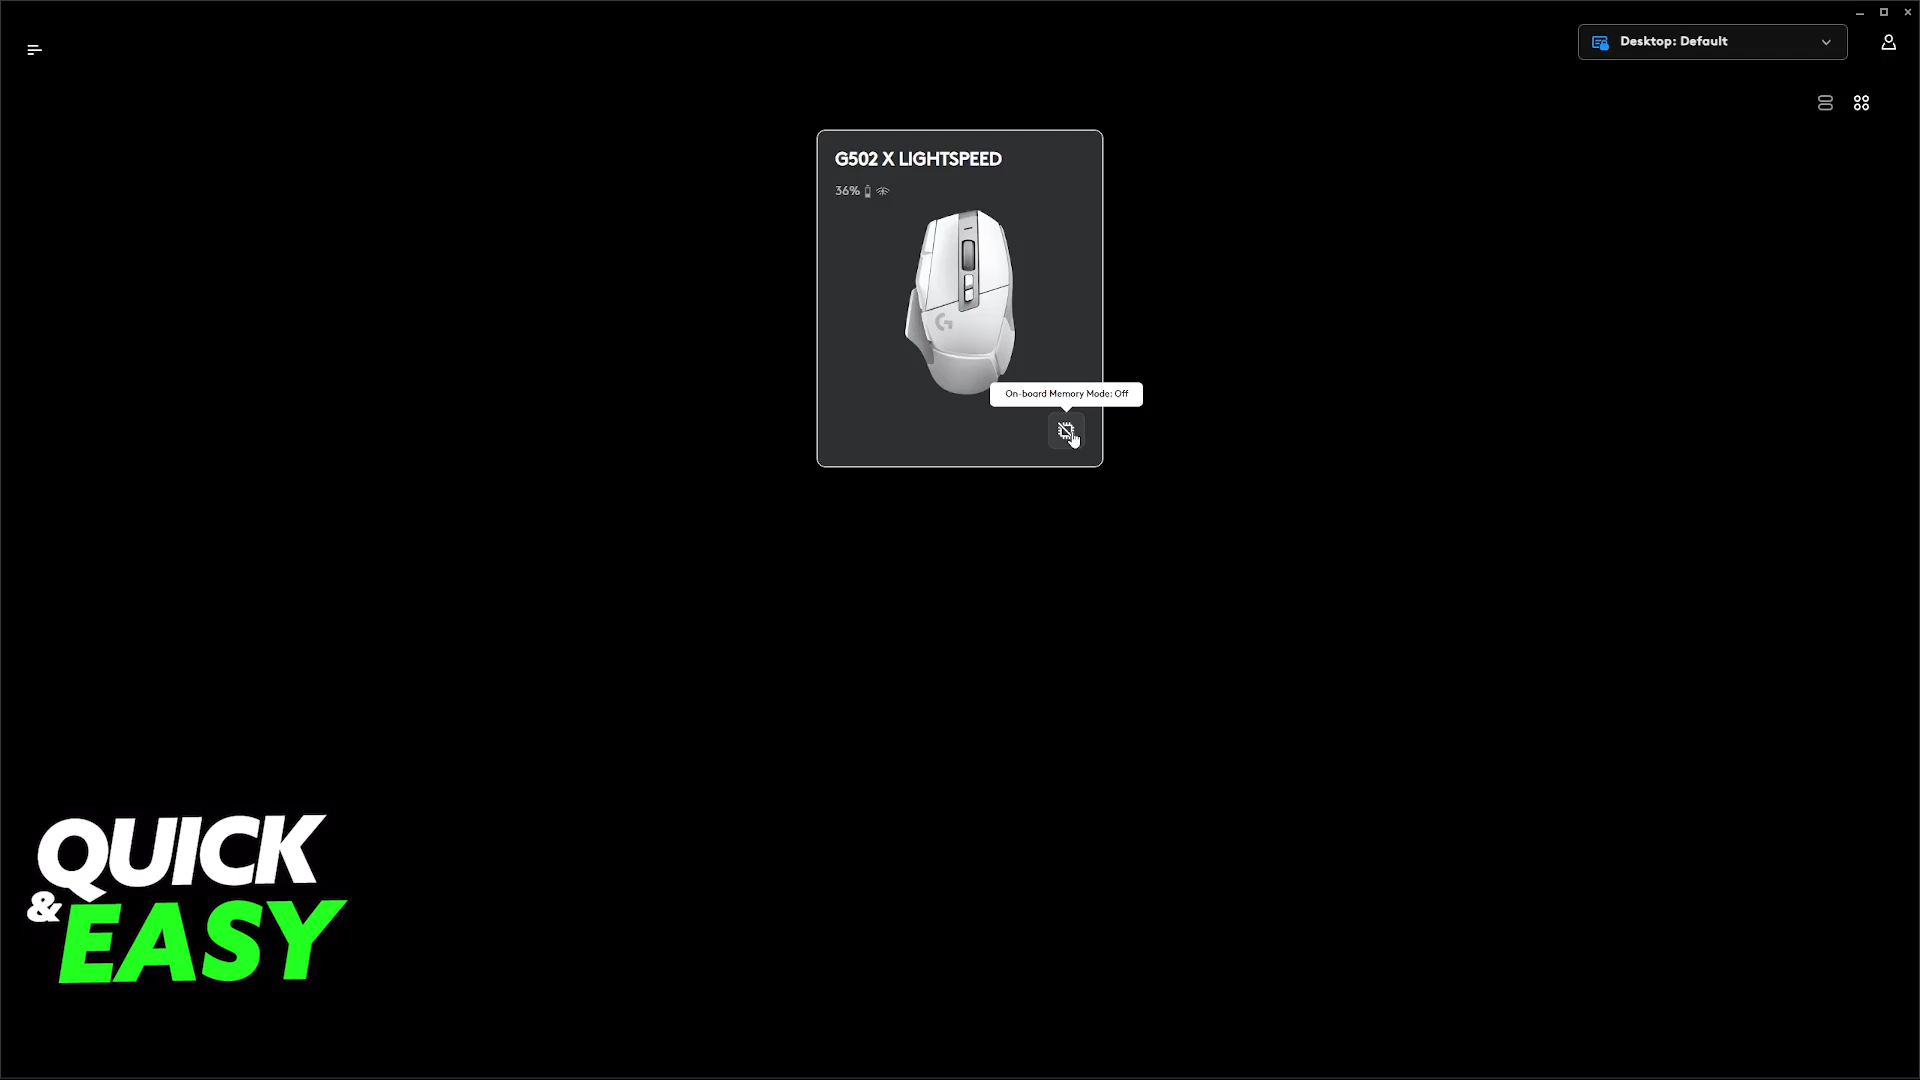 Desktop: Default
G502 X LIGHTSPEED
36%
On-board Memory Mode: Off
QUICK
&EASY